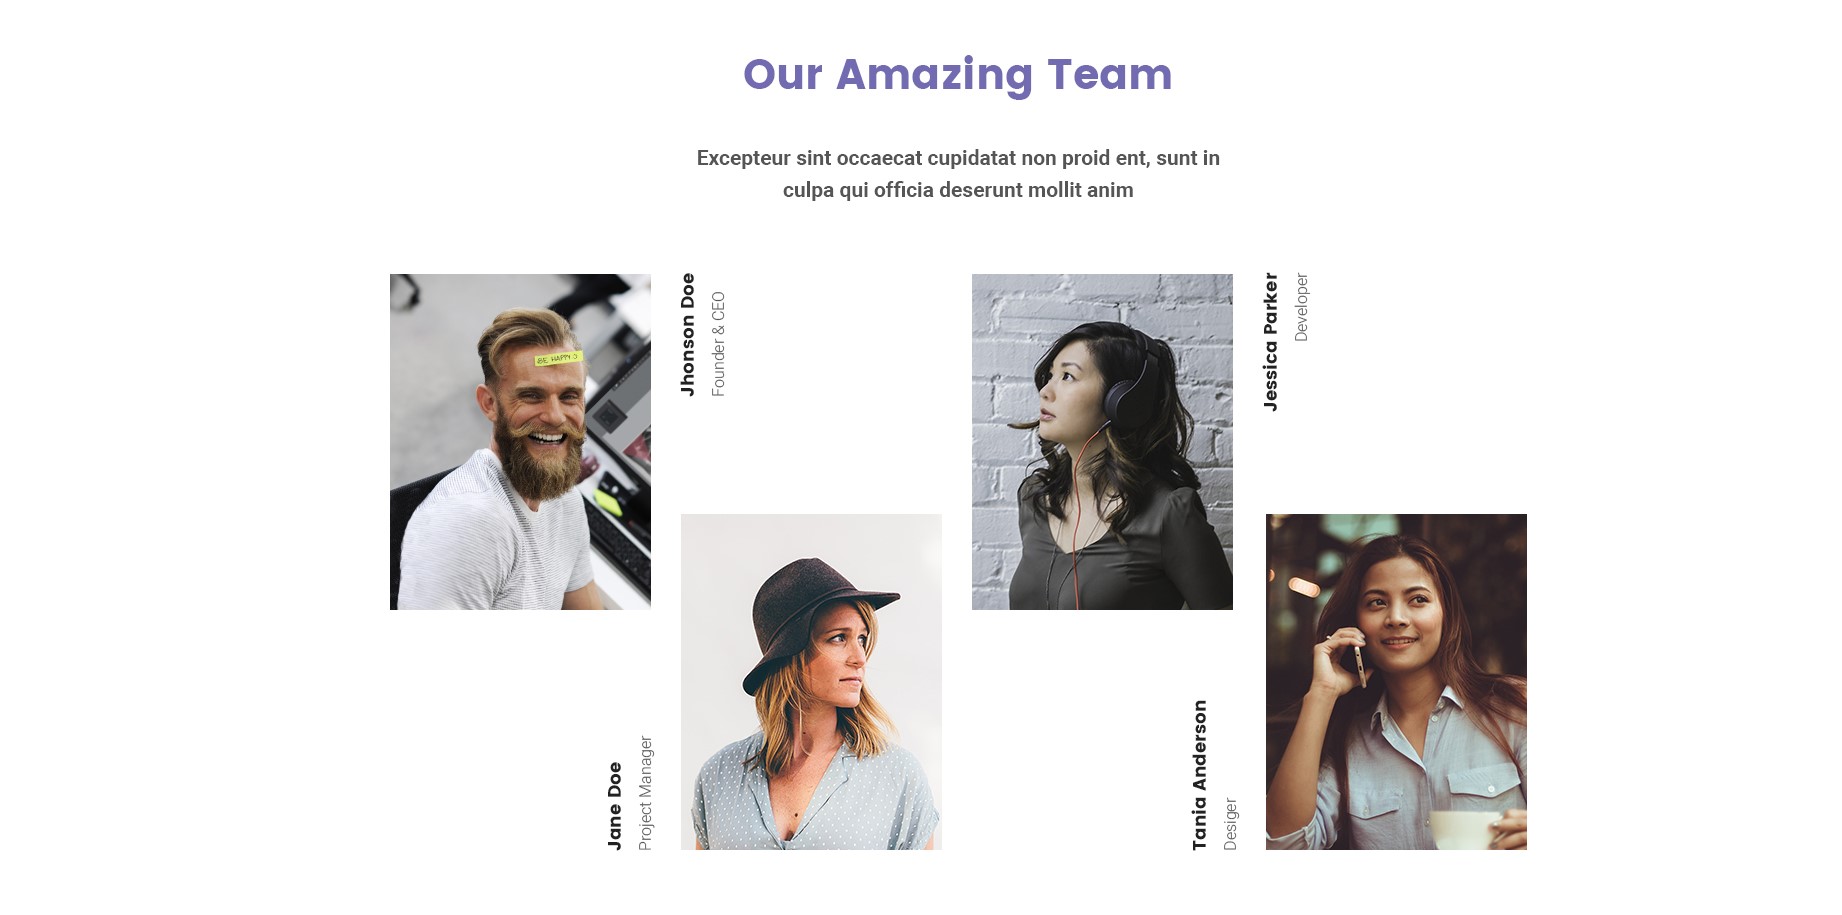 Our Amazing Team
Excepteur sint occaecat cupidatat non proid ent, sunt in
culpa qui officia deserunt mollit anim
BE HAPPY :)
Jhonson Doe
Founder & CEO
Jessica Parker
Developer
Jane Doe
Project Manager
Tania Anderson
Desiger